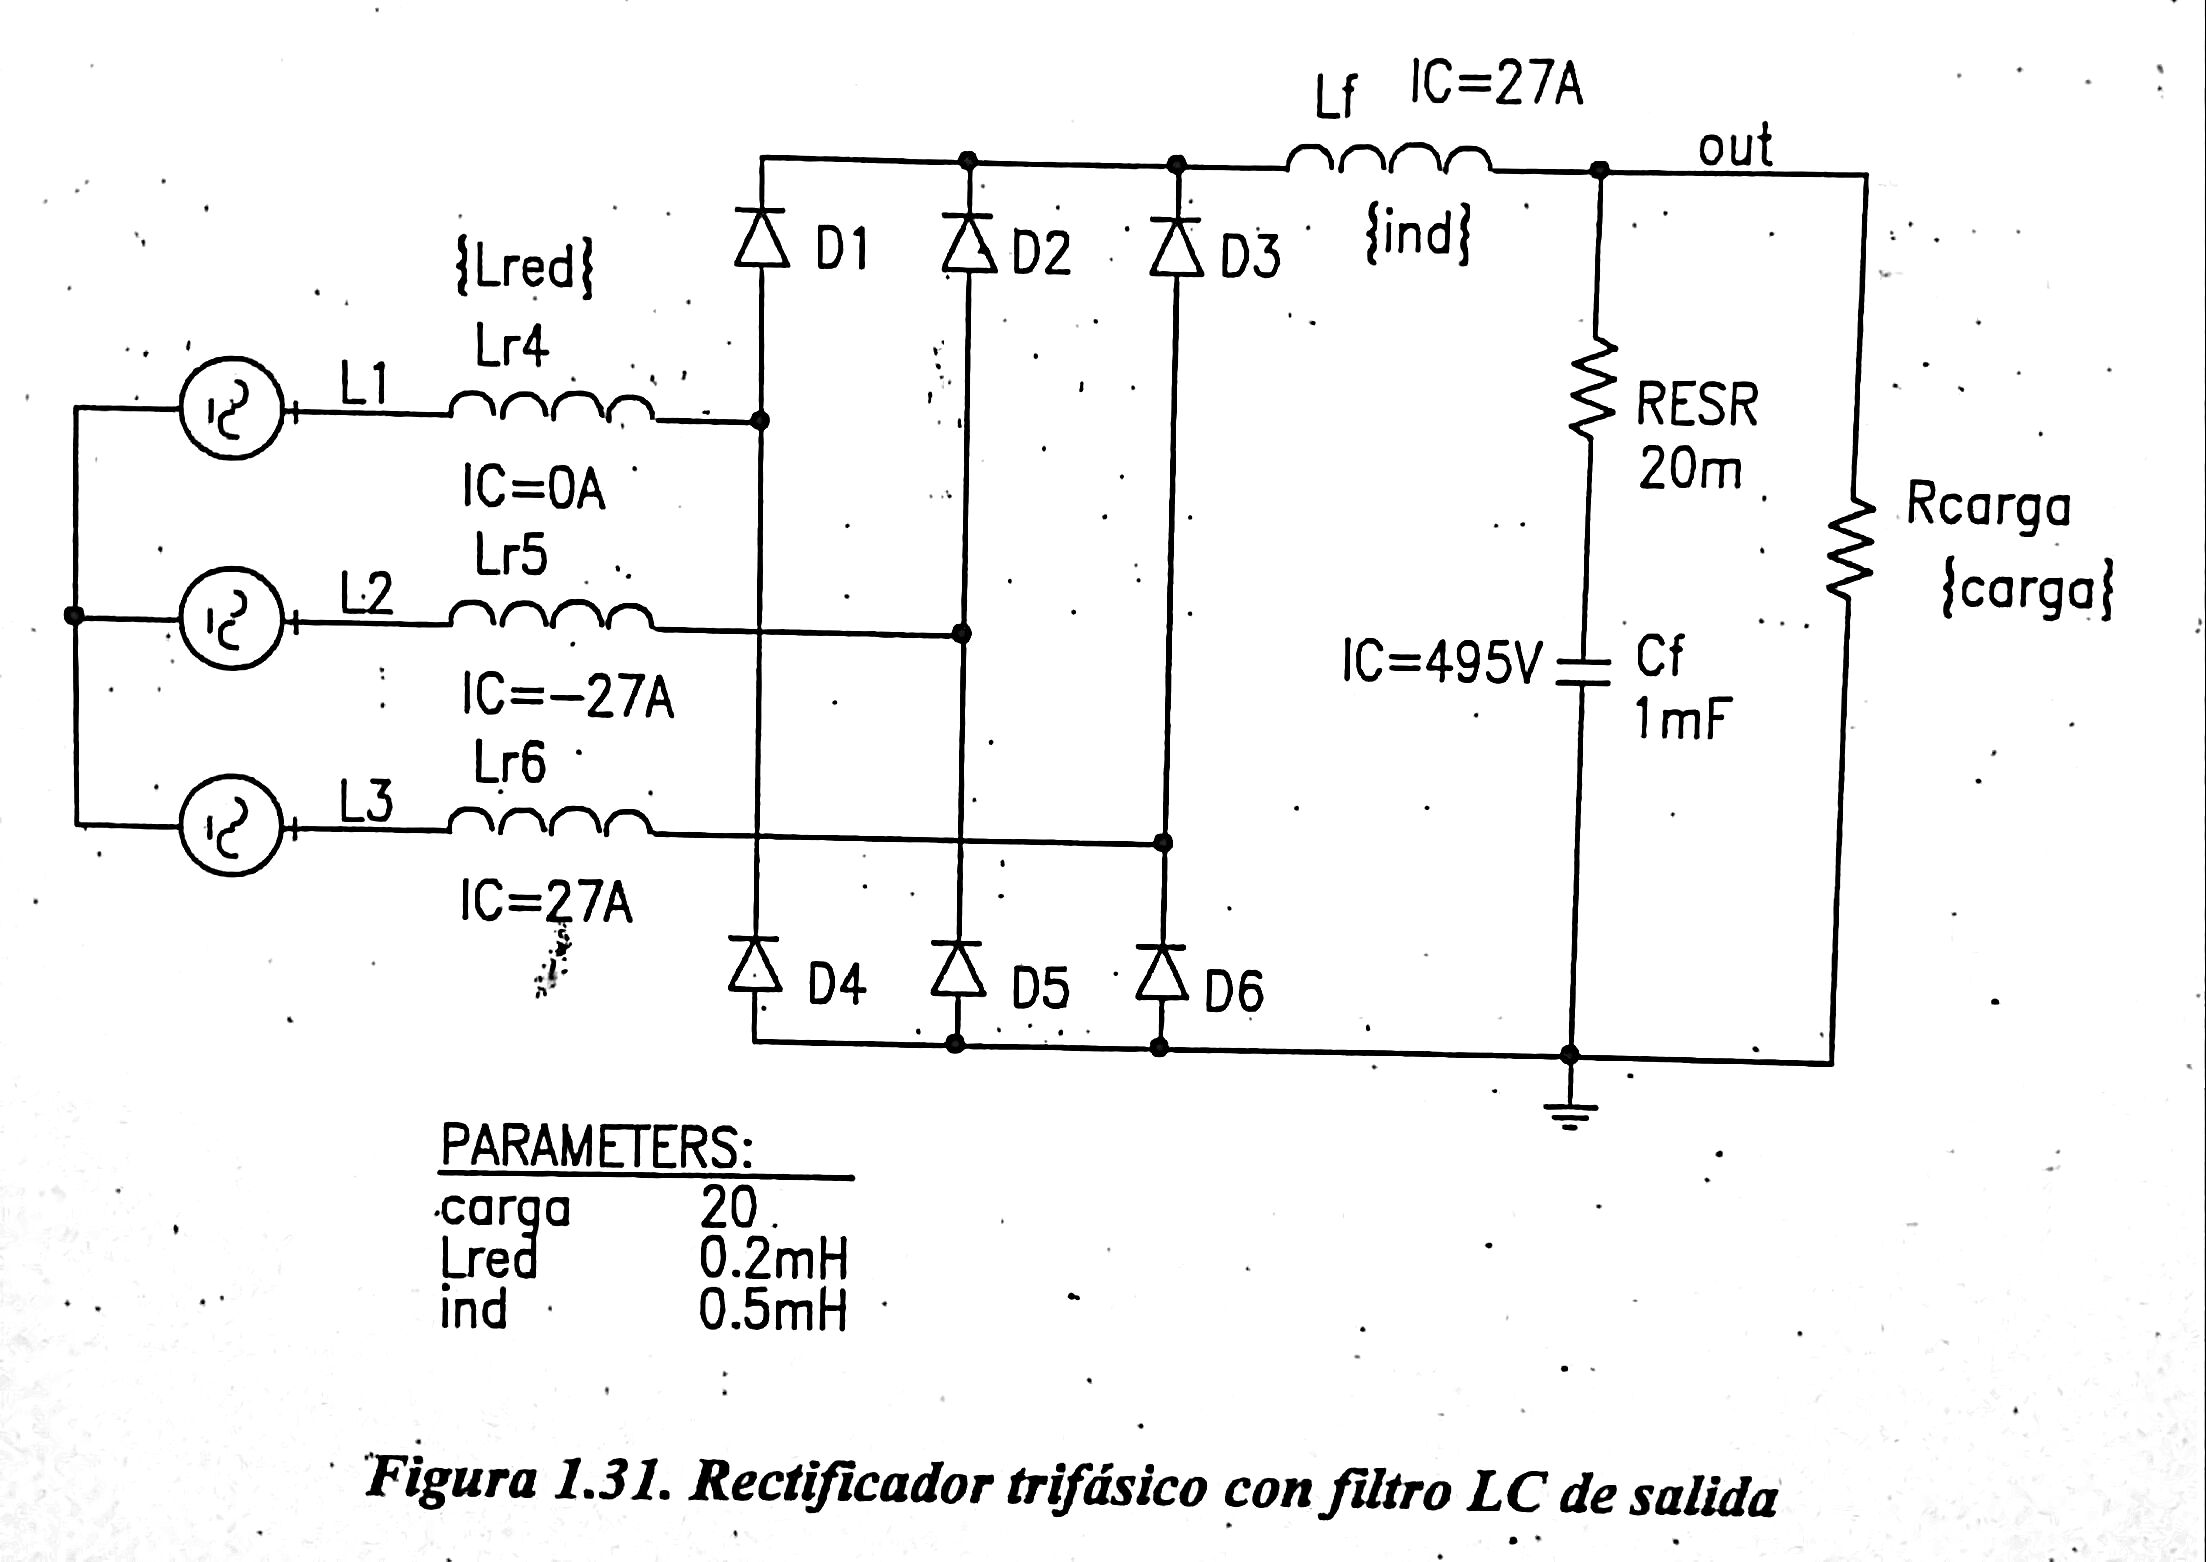 Lf IC=27A
out
{ind}
D1
D2
D3
{Lred}
Lr4
L1
IC=0A
Lr5
L2
IC=-27A
Lr6
L3
IC=27A
RESR
20m
Rcarga
{carga}
IC=495V
Cf
1mF
D4
D5
D6
PARAMETERS:
carga 20
Lred 0.2mH
ind 0.5mH
Figura 1.31. Rectificador trifásico con filtro LC de salida